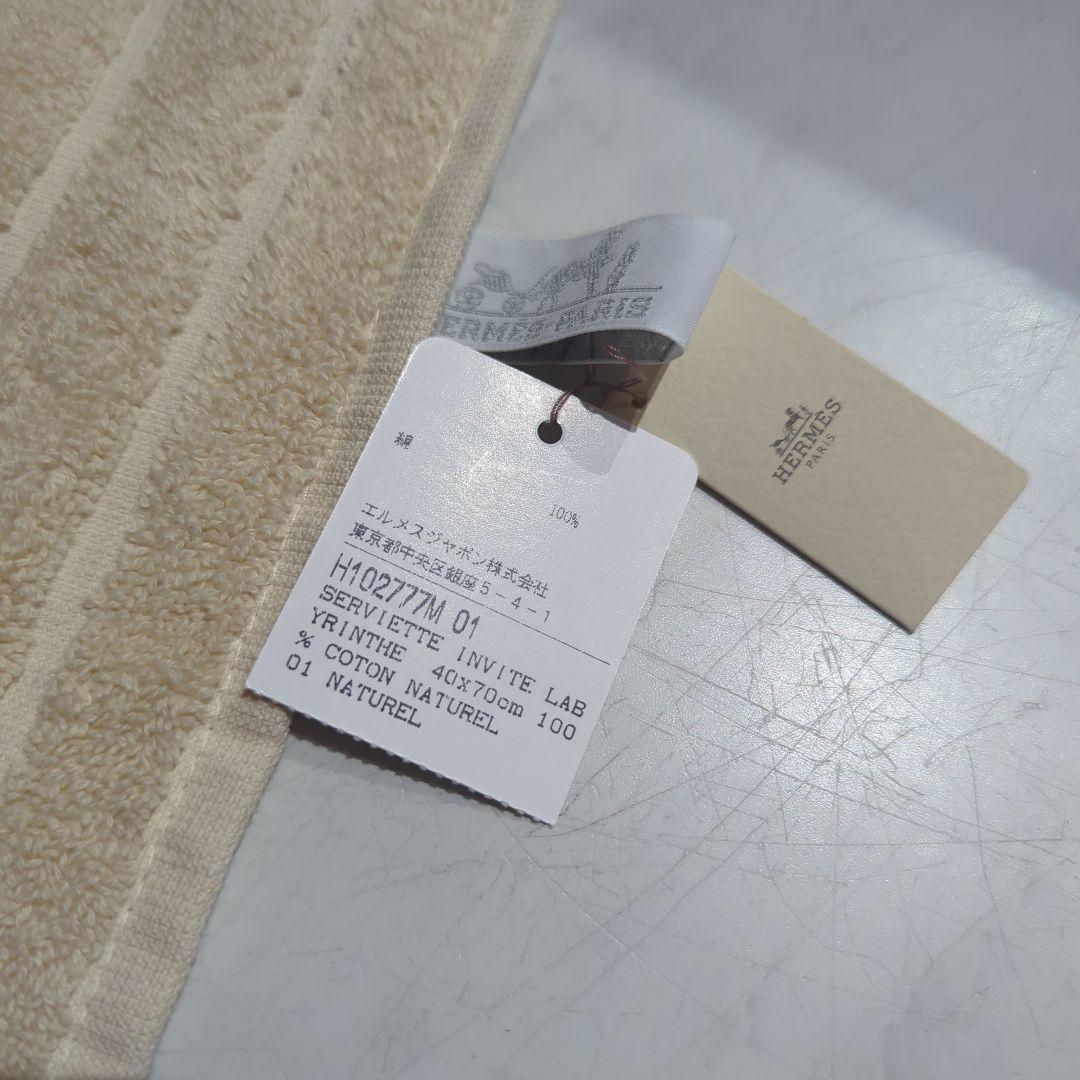 HERMES-PARIS
HERMÈS
PARIS
綿
100%
エルメスジャポン株式会社
東京都中央区銀座5-4-1
H102777M 01
SERVIETTE INVITE LAB
YRINTHE 40X70cm 100
% COTON NATUREL
01 NATUREL